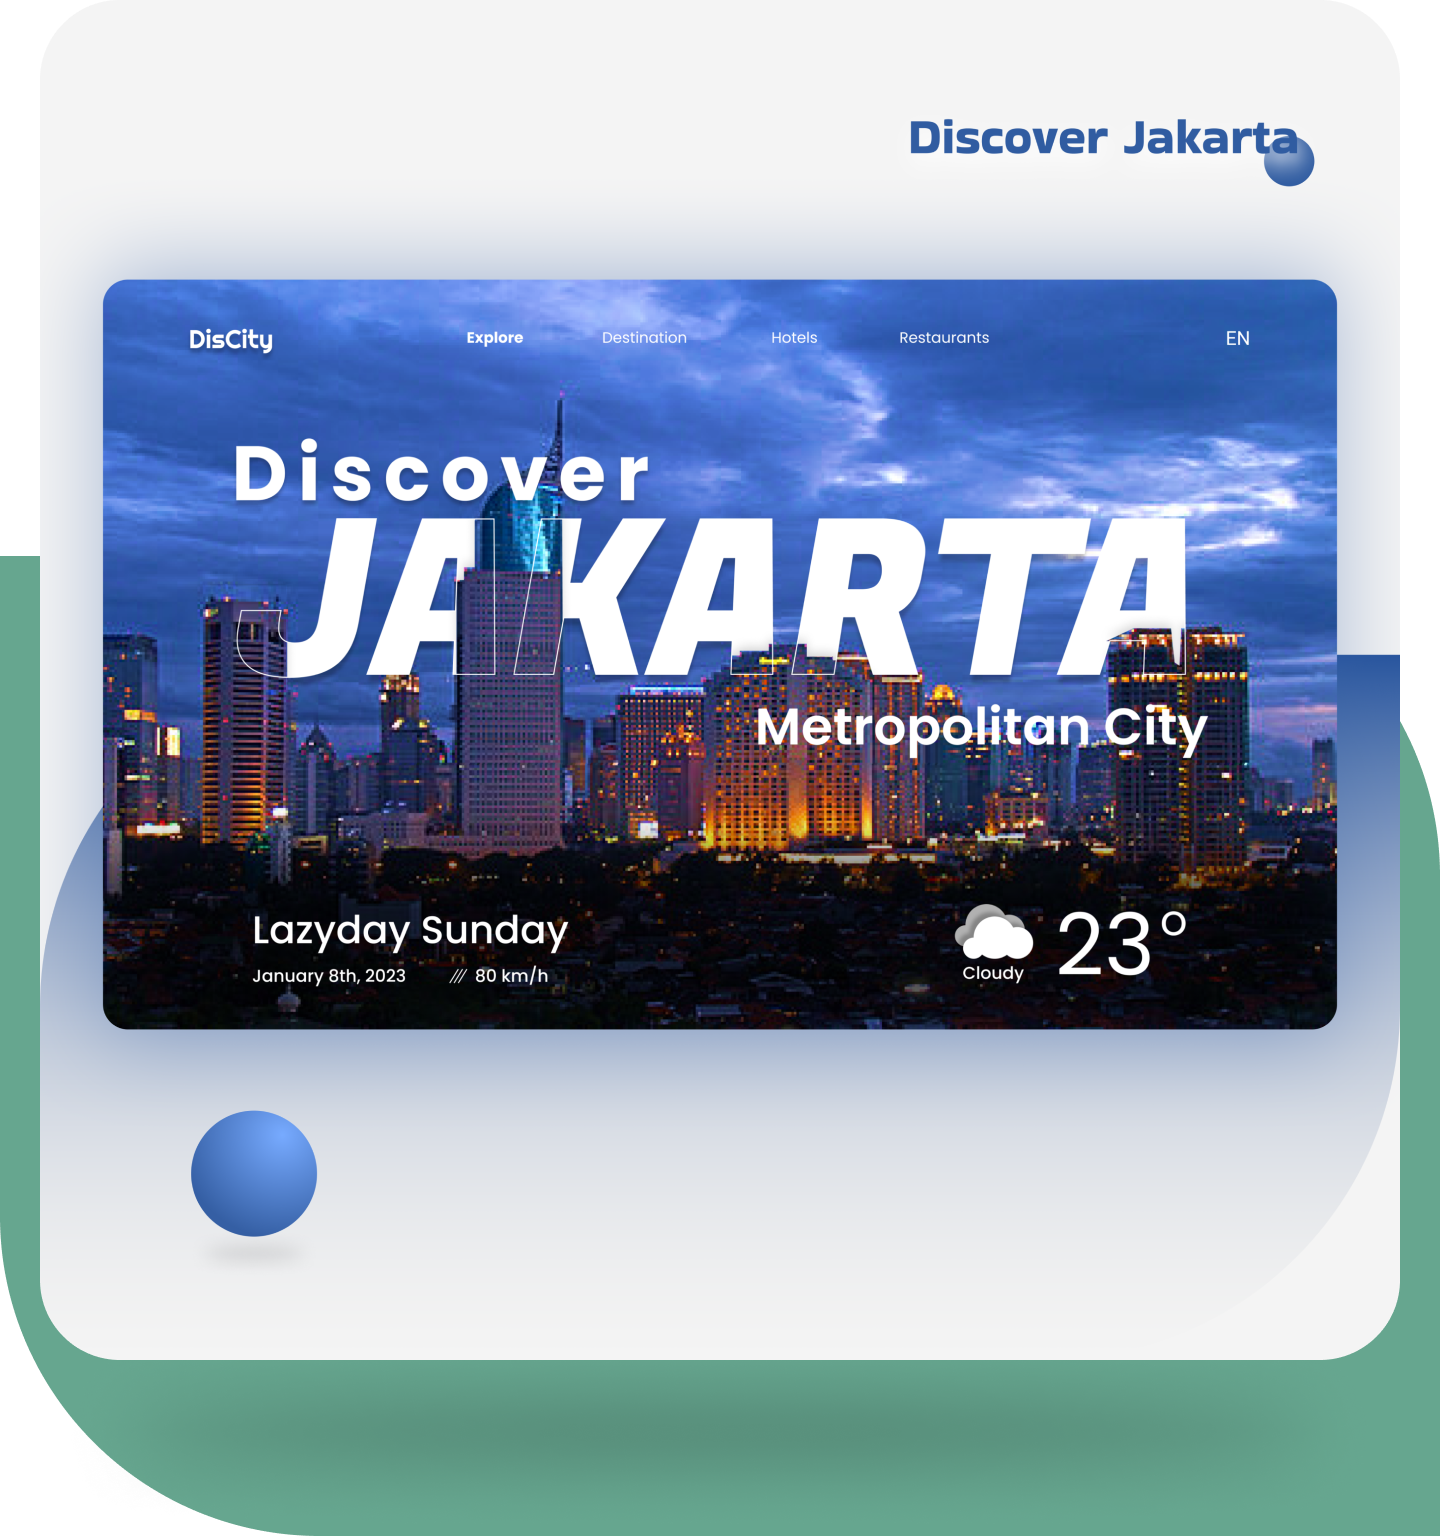 Discover Jakarta
DisCity
Explore Destination Hotels Restaurants EN
Discover
JAKARTA
Metropolitan City
Lazyday Sunday
January 8th, 2023 /// 80 km/h
Cloudy 23°